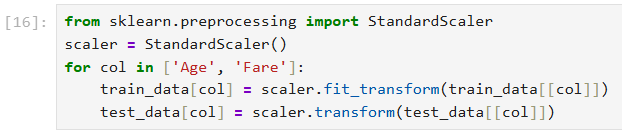 [16]: from sklearn.preprocessing import StandardScaler
scaler = StandardScaler()
for col in ['Age', 'Fare']:
    train_data[col] = scaler.fit_transform(train_data[[col]])
    test_data[col] = scaler.transform(test_data[[col]])